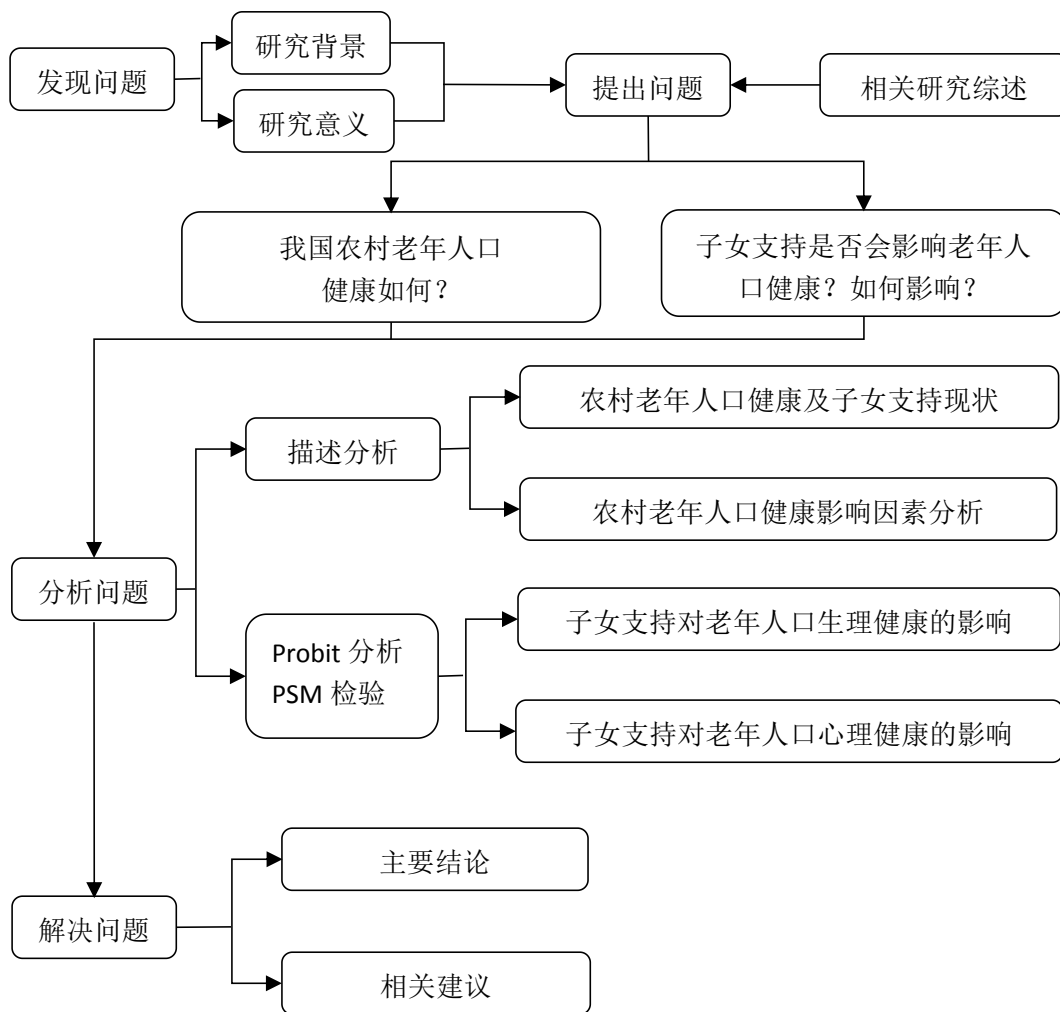 发现问题
研究背景
研究意义
提出问题
相关研究综述
我国农村老年人口
健康如何？
子女支持是否会影响老年人
口健康？如何影响？
描述分析
农村老年人口健康及子女支持现状
农村老年人口健康影响因素分析
分析问题
Probit 分析
PSM 检验
子女支持对老年人口生理健康的影响
子女支持对老年人口心理健康的影响
解决问题
主要结论
相关建议